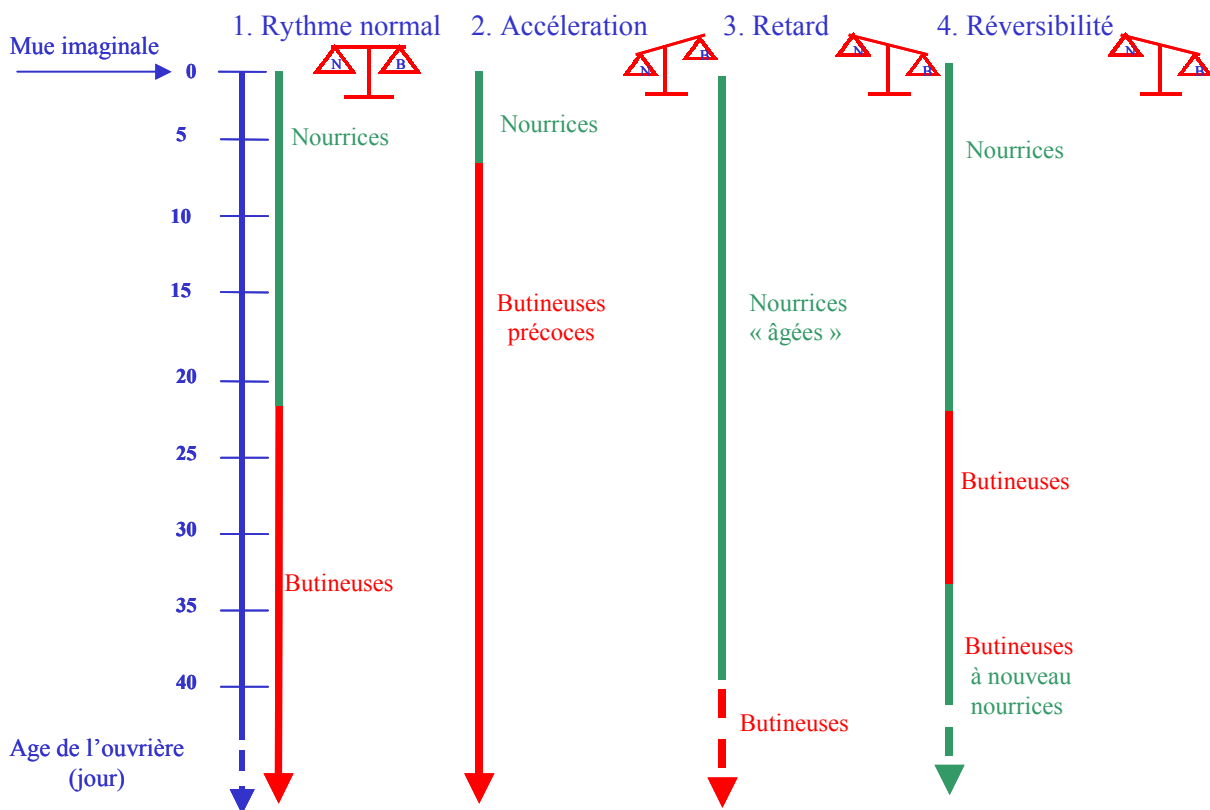 1. Rythme normal
2. Accéleration
3. Retard
4. Réversibilité
Mue imaginale
N
B
N
B
N
B
N
B
0
5
10
15
20
25
30
35
40
Age de l’ouvrière
(jour)
Nourrices
Butineuses
Nourrices
Butineuses
précoces
Nourrices
« âgées »
Butineuses
Nourrices
Butineuses
Butineuses
à nouveau
nourrices